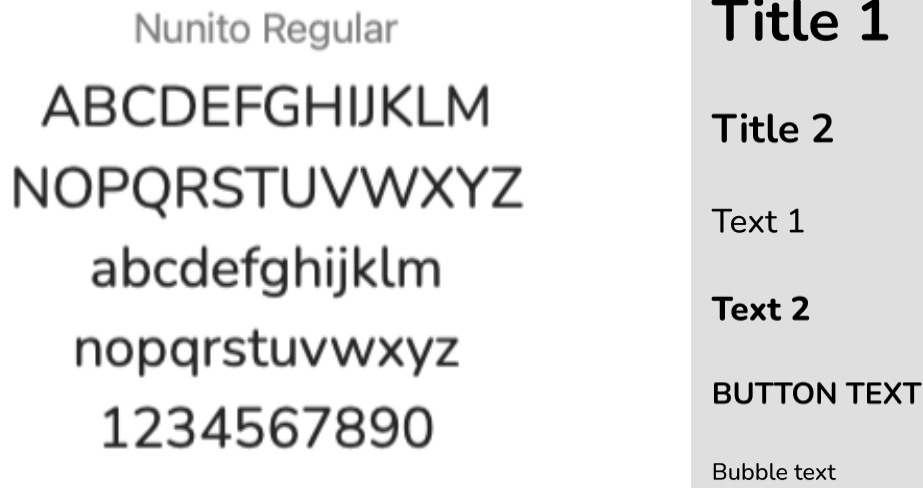 Nunito Regular
ABCDEFGHIJKLM
NOPQRSTUVWXYZ
abcdefghijklm
nopqrstuvwxyz
1234567890
Title 1
Title 2
Text 1
Text 2
BUTTON TEXT
Bubble text